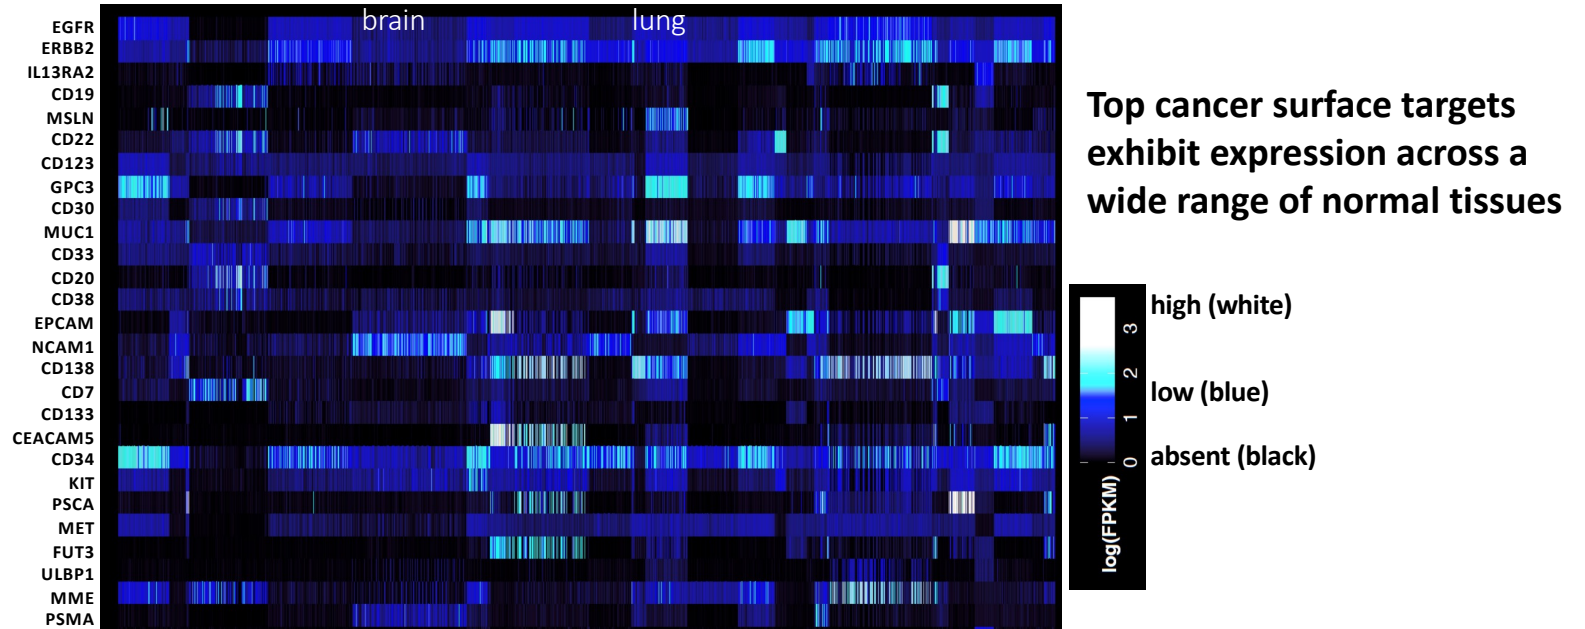 brain
lung
EGFR
ERBB2
IL13RA2
CD19
MSLN
CD22
CD123
GPC3
CD30
MUC1
CD33
CD20
CD38
EPCAM
NCAM1
CD138
CD7
CD133
CEACAM5
CD34
KIT
PSCA
MET
FUT3
ULBP1
MME
PSMA
Top cancer surface targets
exhibit expression across a
wide range of normal tissues
high (white)
low (blue)
absent (black)
3
2
1
0
log(FPKM)